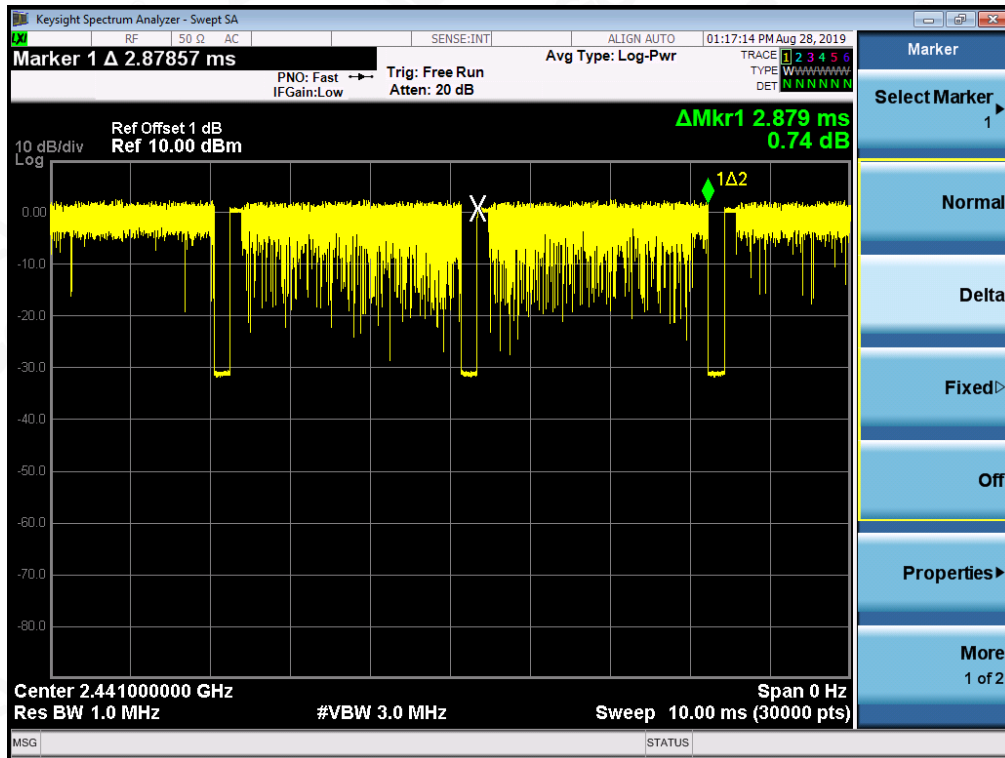 Keysight Spectrum Analyzer - Swept SA
LXI
RF
50 Ω
AC
SENSE:INT
ALIGN AUTO
01:17:14 PM Aug 28, 2019
Marker 1 Δ 2.87857 ms
PNO: Fast
IFGain:Low
Trig: Free Run
Atten: 20 dB
Avg Type: Log-Pwr
TRACE 1 2 3 4 5 6
TYPE W W W W W W
DET N N N N N N
ΔMkr1 2.879 ms
0.74 dB
Ref Offset 1 dB
10 dB/div Ref 10.00 dBm
Log
1Δ2
0.00
-10.0
-20.0
-30.0
-40.0
-50.0
-60.0
-70.0
-80.0
Center 2.441000000 GHz
Span 0 Hz
Res BW 1.0 MHz
#VBW 3.0 MHz
Sweep 10.00 ms (30000 pts)
MSG
STATUS
Marker
Select Marker
1
Normal
Delta
Fixed
Off
Properties
More
1 of 2